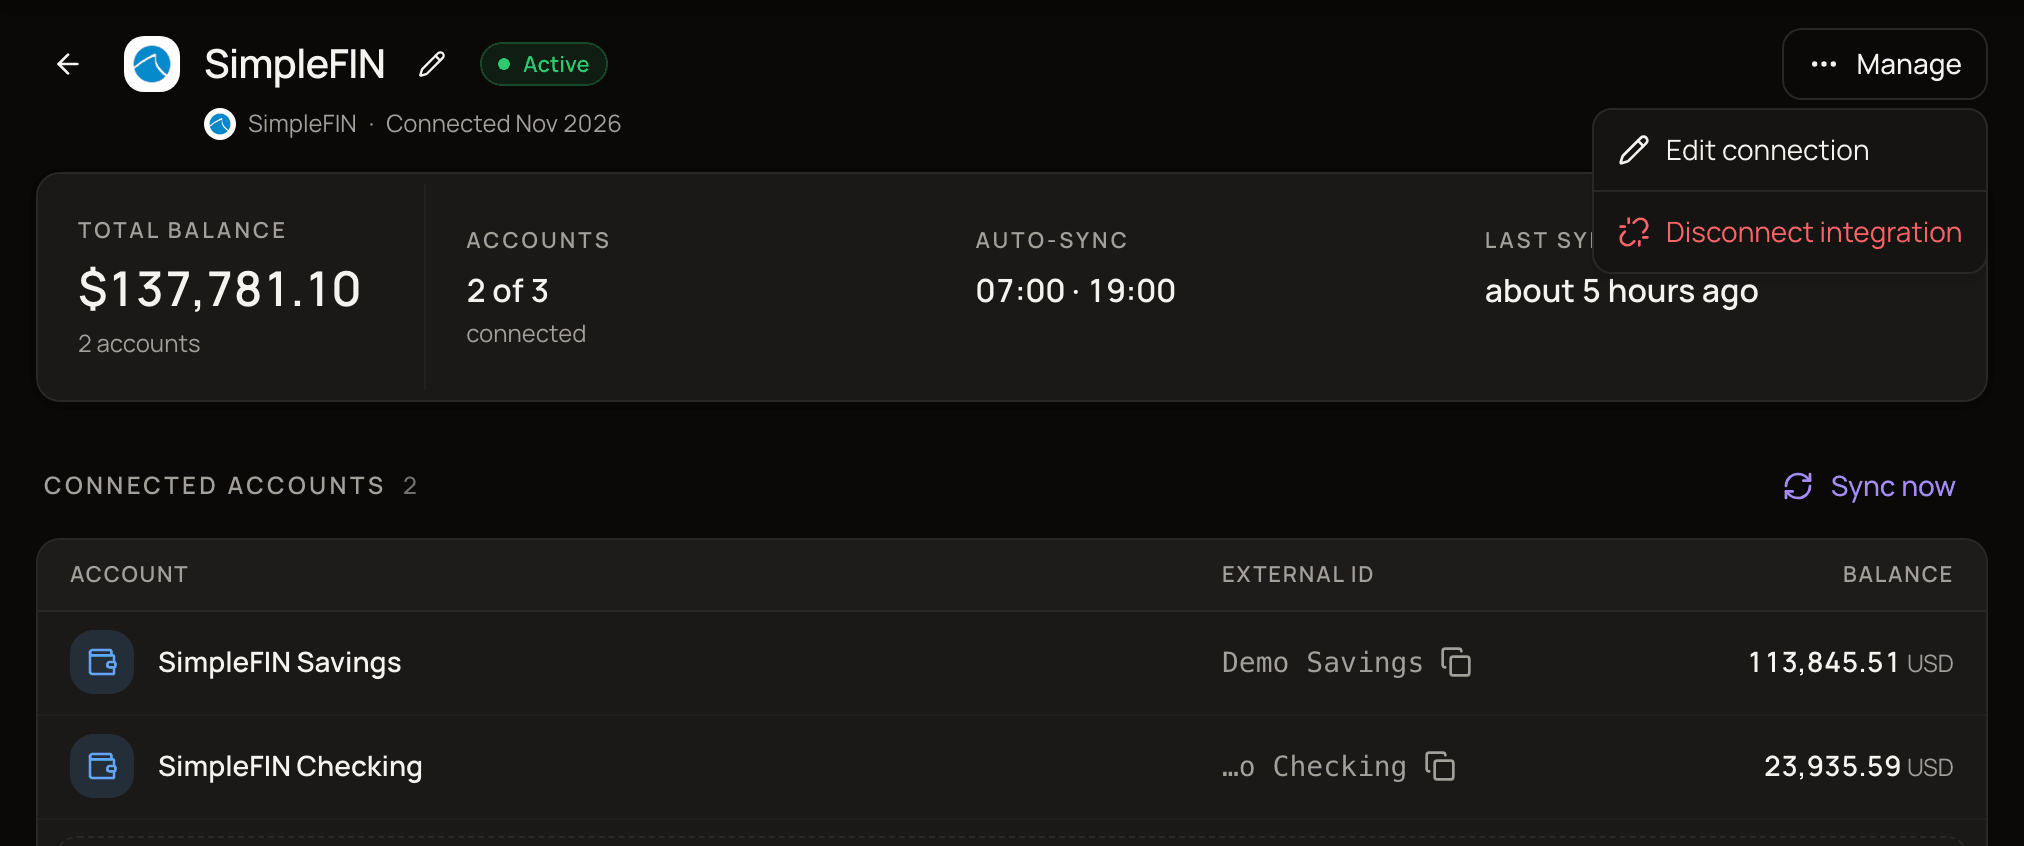 SimpleFIN
Active
Manage
SimpleFIN · Connected Nov 2026
Edit connection
Disconnect integration
TOTAL BALANCE
$137,781.10
2 accounts
ACCOUNTS
2 of 3
connected
AUTO-SYNC
07:00 · 19:00
LAST SY
about 5 hours ago
CONNECTED ACCOUNTS 2
Sync now
ACCOUNT EXTERNAL ID BALANCE
SimpleFIN Savings Demo Savings 113,845.51 USD
SimpleFIN Checking …o Checking 23,935.59 USD